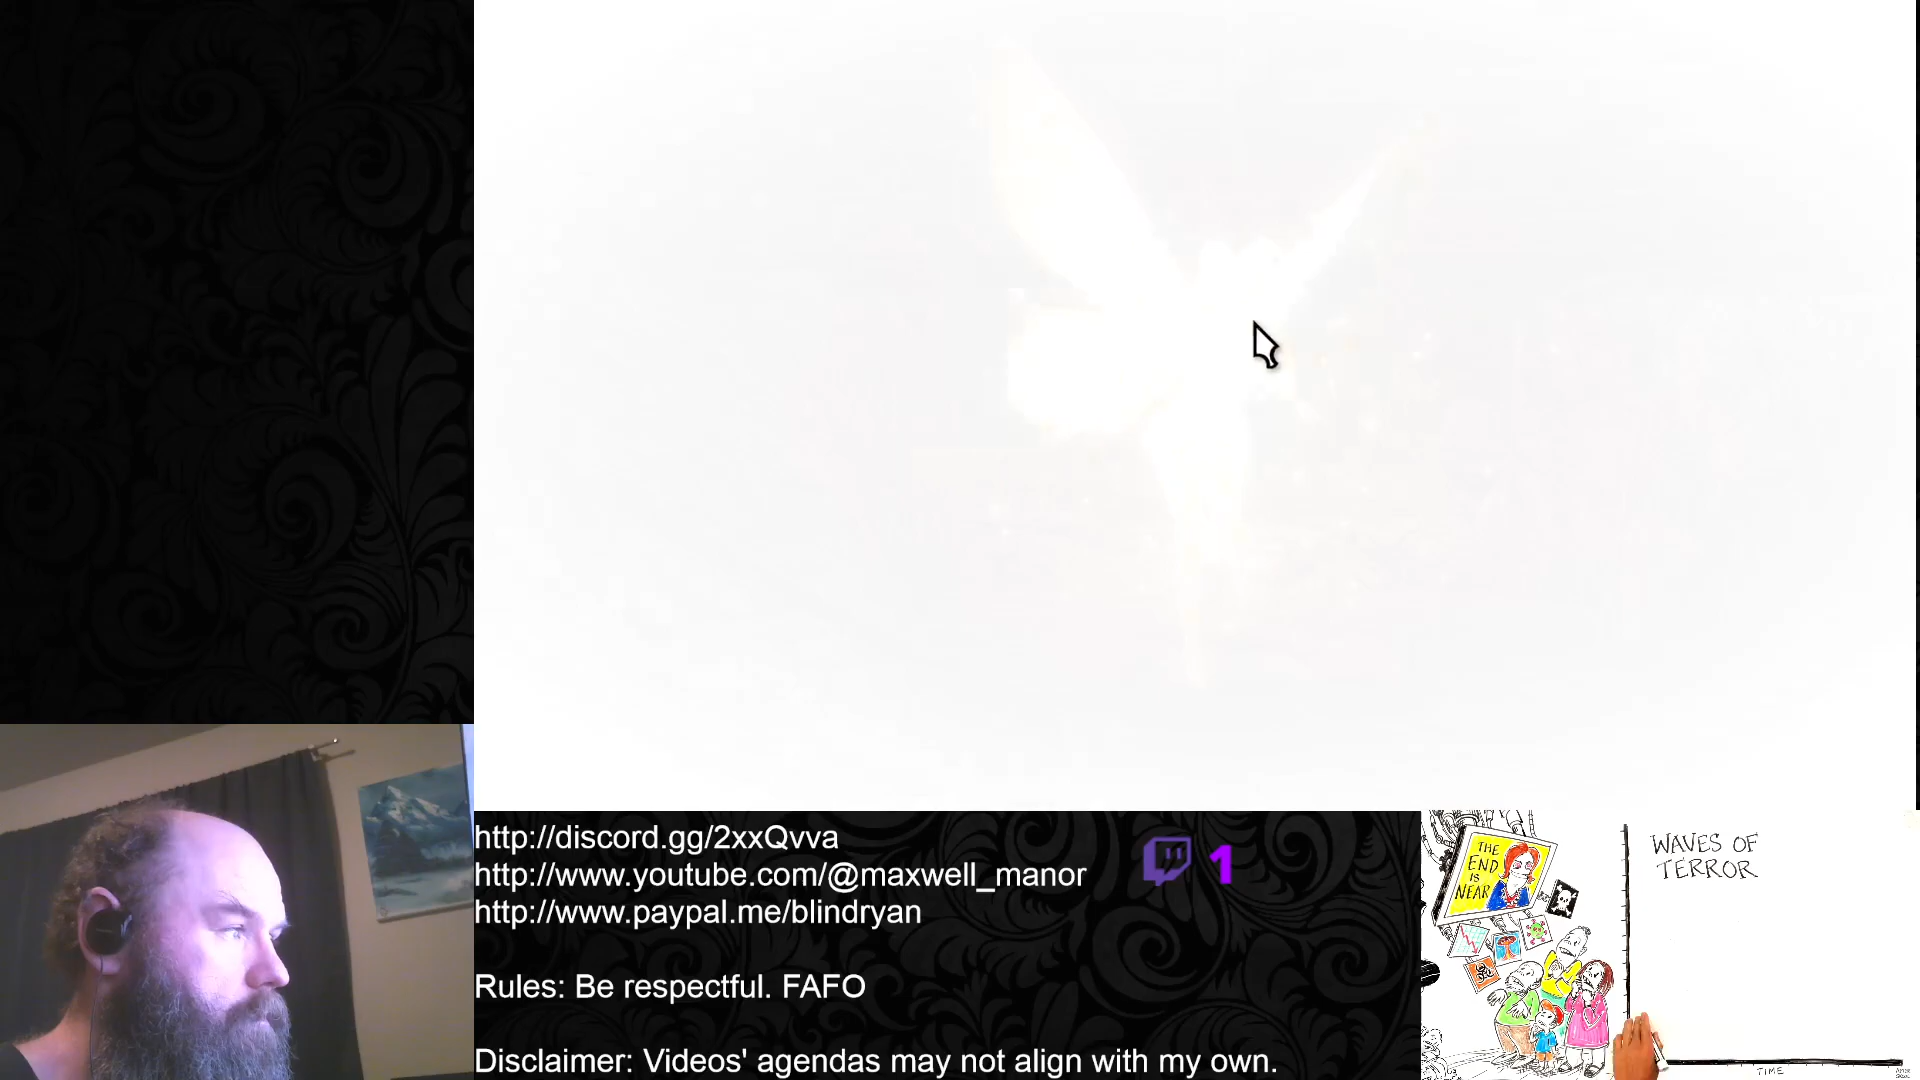 http://discord.gg/2xxQvva
http://www.youtube.com/@maxwell_manor
http://www.paypal.me/blindryan
1
Rules: Be respectful. FAFO
Disclaimer: Videos' agendas may not align with my own.
THE
END
IS
NEAR
WAVES OF
TERROR
TIME